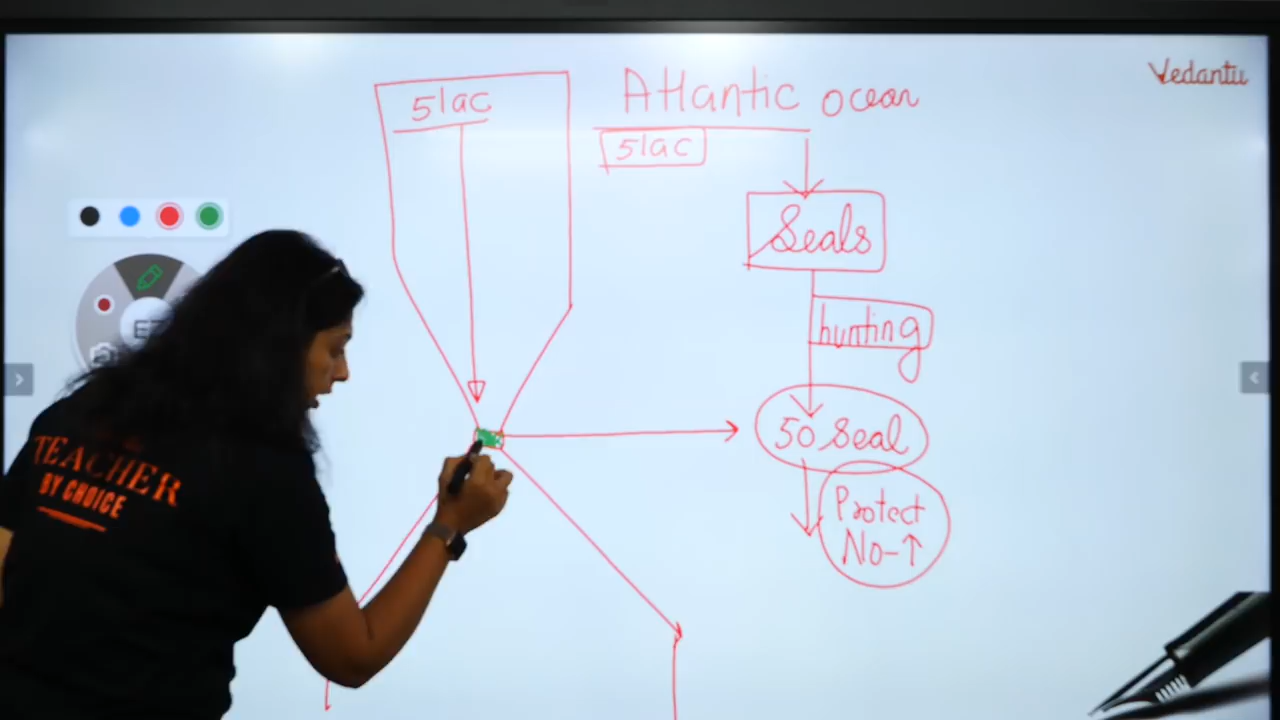 Vedantu
5lac
Atlantic ocean
5lac
Seals
hunting
50 Seal
Protect
No-↑
TEACHER
BY CHOICE